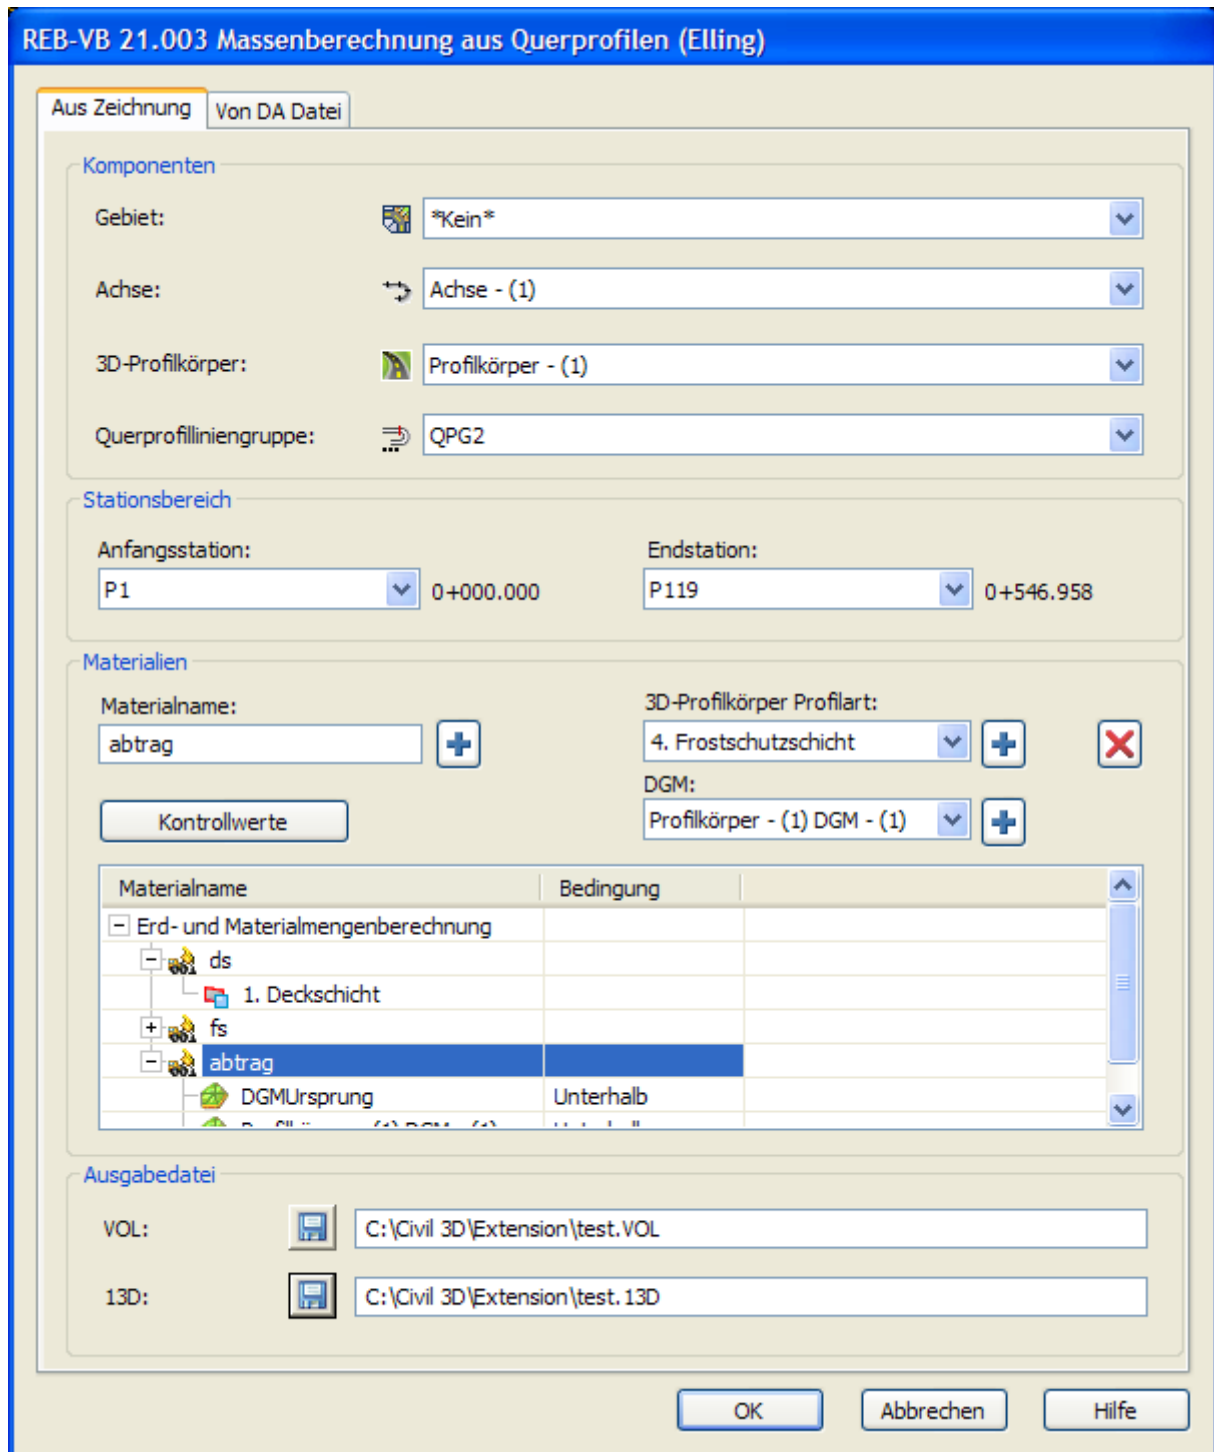 REB-VB 21.003 Massenberechnung aus Querprofilen (Elling)
Aus Zeichnung Von DA Datei
Komponenten
Gebiet: *Kein*
Achse: Achse - (1)
3D-Profilkörper: Profilkörper - (1)
Querprofilliniengruppe: QPG2
Stationsbereich
Anfangsstation: Endstation:
P1 0+000.000 P119 0+546.958
Materialien
Materialname: 3D-Profilkörper Profilart:
abtrag 4. Frostschutzschicht
DGM:
Kontrollwerte Profilkörper - (1) DGM - (1)
Materialname Bedingung
Erd- und Materialmengenberechnung
ds
1. Deckschicht
fs
abtrag
DGMUrsprung Unterhalb
Profilkörper - (1) DGM - (1)
Ausgabedatei
VOL: C:\Civil 3D\Extension\test.VOL
13D: C:\Civil 3D\Extension\test.13D
OK Abbrechen Hilfe